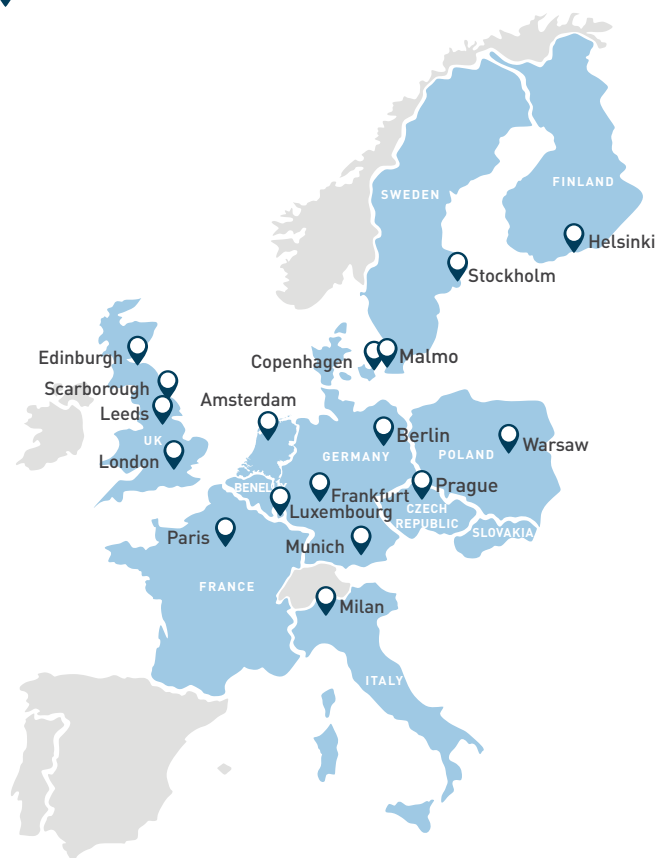 FINLAND
SWEDEN
Helsinki
Stockholm
Edinburgh
Copenhagen
Malmo
Scarborough
Amsterdam
Leeds
UK
Berlin
Warsaw
London
GERMANY
POLAND
BENELUX
Frankfurt
Prague
Luxembourg
CZECH
REPUBLIC
SLOVAKIA
Paris
Munich
FRANCE
Milan
ITALY